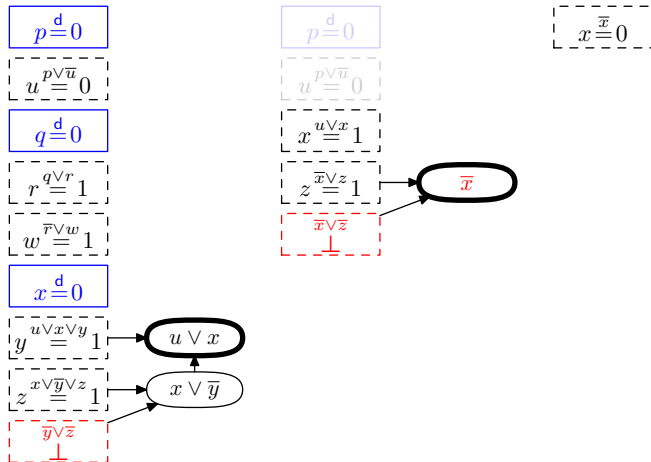 p =^d 0
u =^{p∨u̅} 0
q =^d 0
r =^{q∨r} 1
w =^{r̅∨w} 1
x =^d 0
y =^{u∨x∨y} 1
u ∨ x
z =^{x∨y̅∨z} 1
x ∨ y̅
y̅∨z̅
⊥
p =^d 0
u =^{p∨u̅} 0
x =^{u∨x} 1
z =^{x̅∨z} 1
x̅
x̅∨z̅
⊥
x =^{x̅} 0